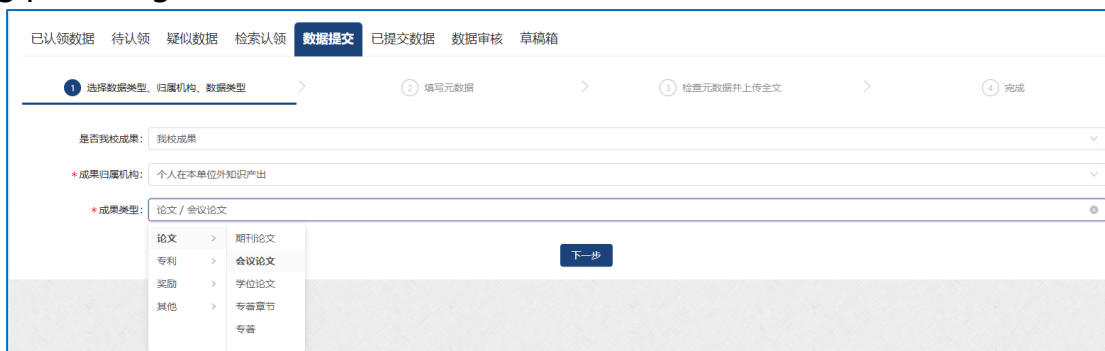 已认领数据 待认领 疑似数据 检索认领 数据提交 已提交数据 数据审核 草稿箱
1 选择数据类型、归属机构、数据类型 > 2 填写元数据 > 3 检查元数据并上传全文 > 4 完成
是否我校成果: 我校成果
* 成果归属机构: 个人在本单位外知识产出
* 成果类型: 论文 / 会议论文
论文 > 期刊论文
下一步
专利 > 会议论文
奖励 > 学位论文
其他 > 专著章节
专著